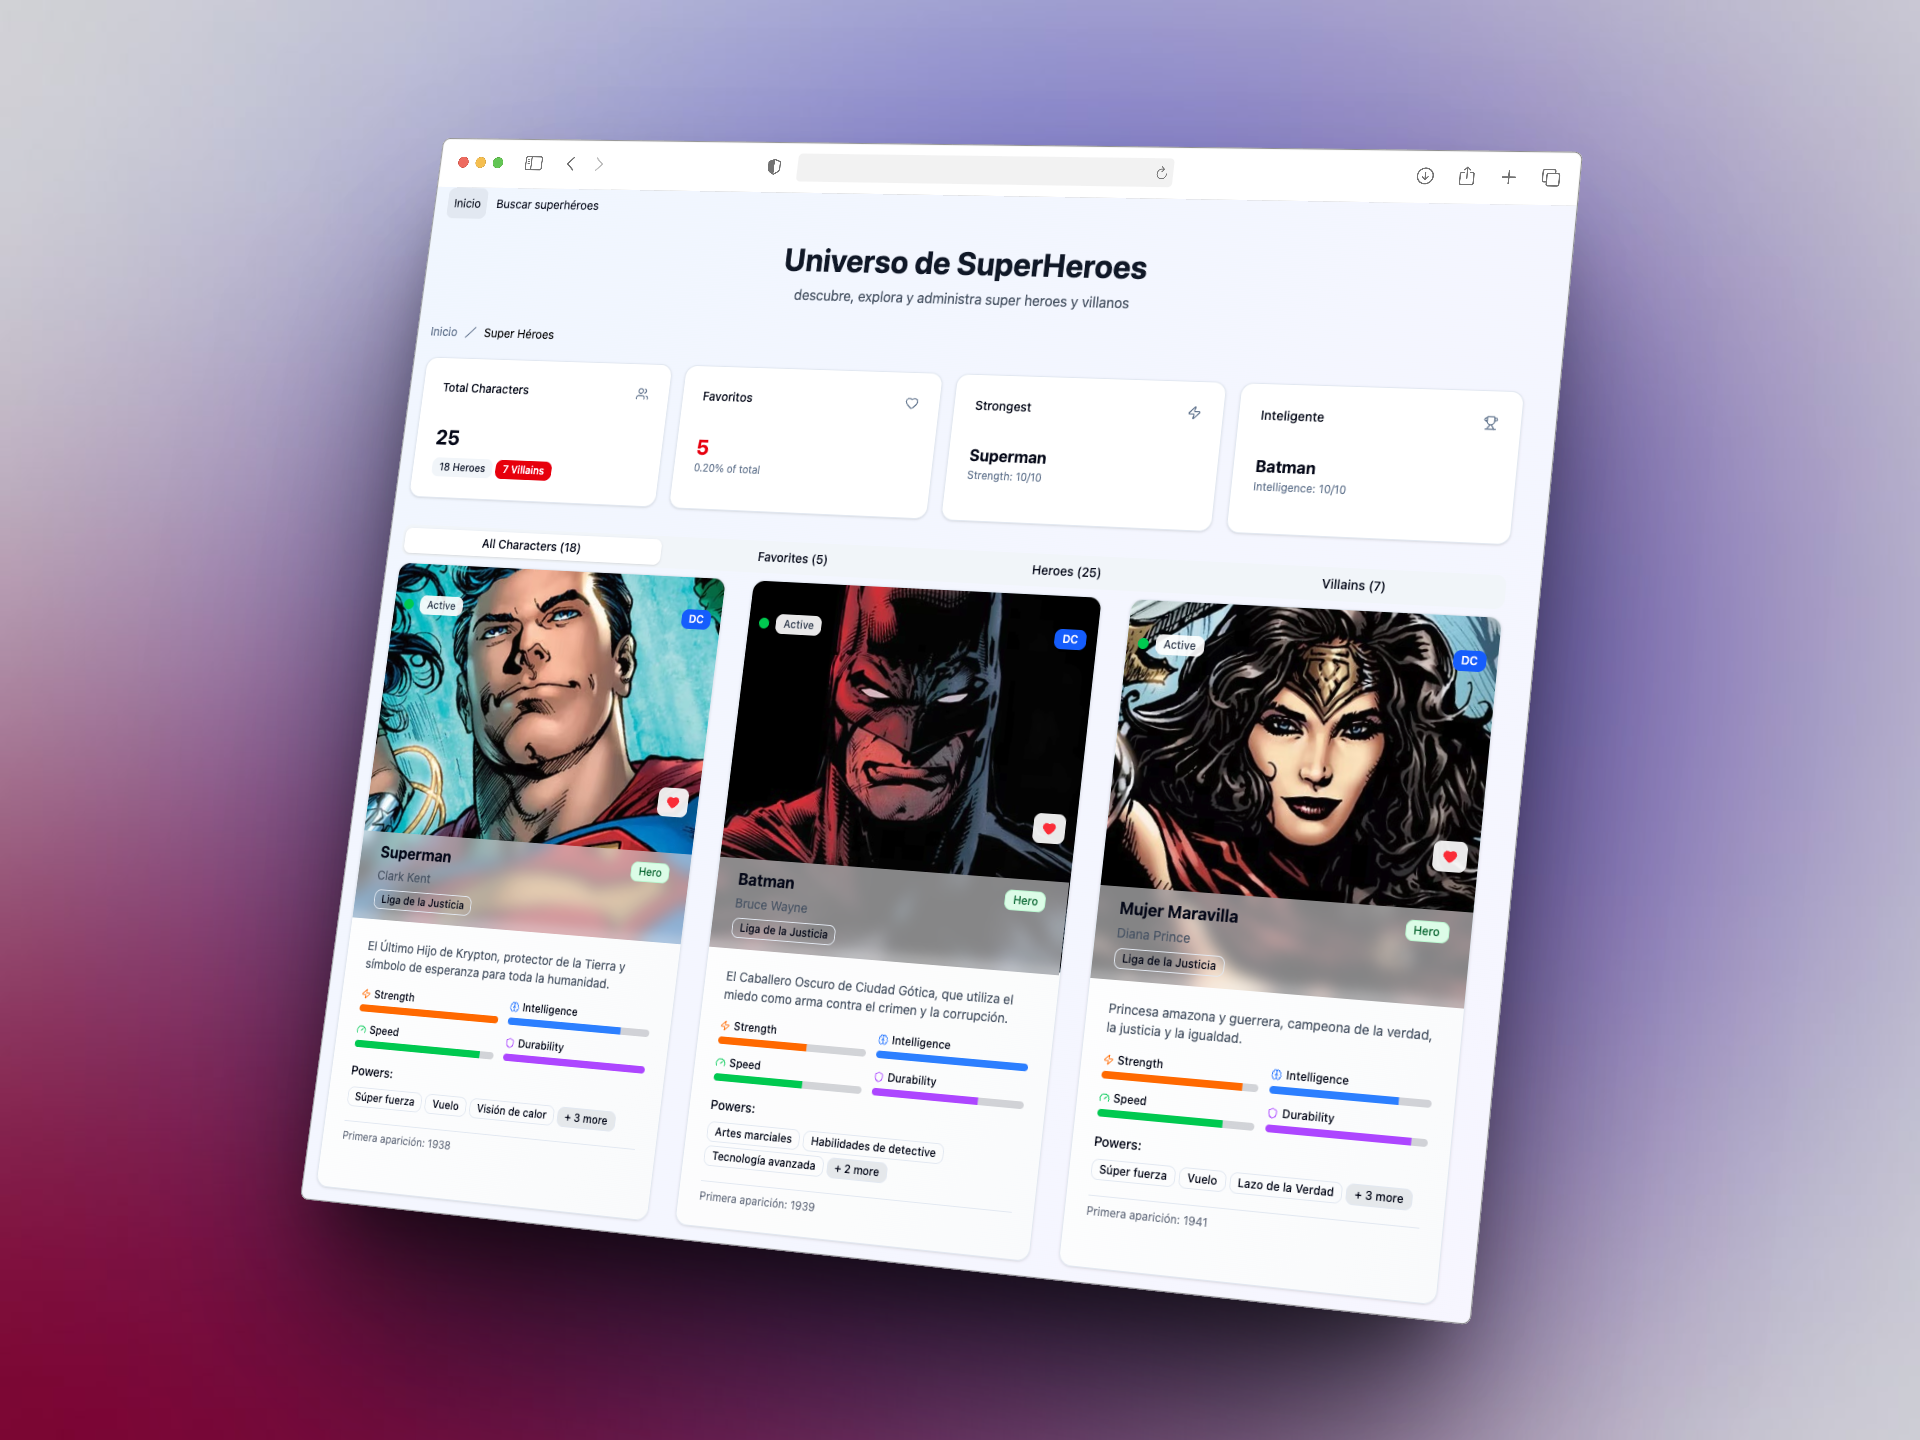 Inicio Buscar superhéroes
Universo de SuperHeroes
descubre, explora y administra super heroes y villanos
Inicio / Super Héroes
Total Characters
25
18 Heroes 7 Villains
Favoritos
5
0.20% of total
Strongest
Superman
Strength: 10/10
Inteligente
Batman
Intelligence: 10/10
All Characters (18) Favorites (5) Heroes (25) Villains (7)
Active DC
Superman
Hero
Clark Kent
Liga de la Justicia
El Último Hijo de Krypton, protector de la Tierra y
símbolo de esperanza para toda la humanidad.
Strength Intelligence
Speed Durability
Powers:
Súper fuerza Vuelo Visión de calor + 3 more
Primera aparición: 1938
Active DC
Batman
Hero
Bruce Wayne
Liga de la Justicia
El Caballero Oscuro de Ciudad Gótica, que utiliza el
miedo como arma contra el crimen y la corrupción.
Strength Intelligence
Speed Durability
Powers:
Artes marciales Habilidades de detective
Tecnología avanzada + 2 more
Primera aparición: 1939
Active DC
Mujer Maravilla
Hero
Diana Prince
Liga de la Justicia
Princesa amazona y guerrera, campeona de la verdad,
la justicia y la igualdad.
Strength Intelligence
Speed Durability
Powers:
Súper fuerza Vuelo Lazo de la Verdad + 3 more
Primera aparición: 1941